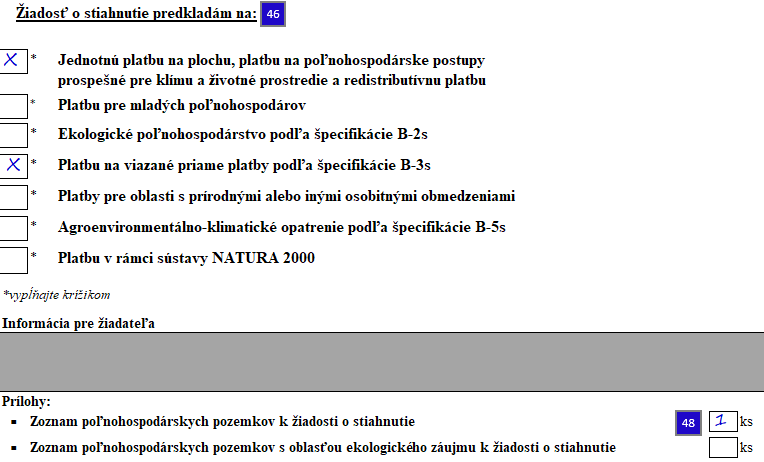 Žiadosť o stiahnutie predkladám na: 46
X * Jednotnú platbu na plochu, platbu na poľnohospodárske postupy
prospešné pre klímu a životné prostredie a redistributívnu platbu
* Platbu pre mladých poľnohospodárov
* Ekologické poľnohospodárstvo podľa špecifikácie B-2s
X * Platbu na viazané priame platby podľa špecifikácie B-3s
* Platby pre oblasti s prírodnými alebo inými osobitnými obmedzeniami
* Agroenvironmentálno-klimatické opatrenie podľa špecifikácie B-5s
* Platbu v rámci sústavy NATURA 2000
*vypĺňajte krížikom
Informácia pre žiadateľa
Prílohy:
▪ Zoznam poľnohospodárskych pozemkov k žiadosti o stiahnutie 48 1 ks
▪ Zoznam poľnohospodárskych pozemkov s oblasťou ekologického záujmu k žiadosti o stiahnutie ks